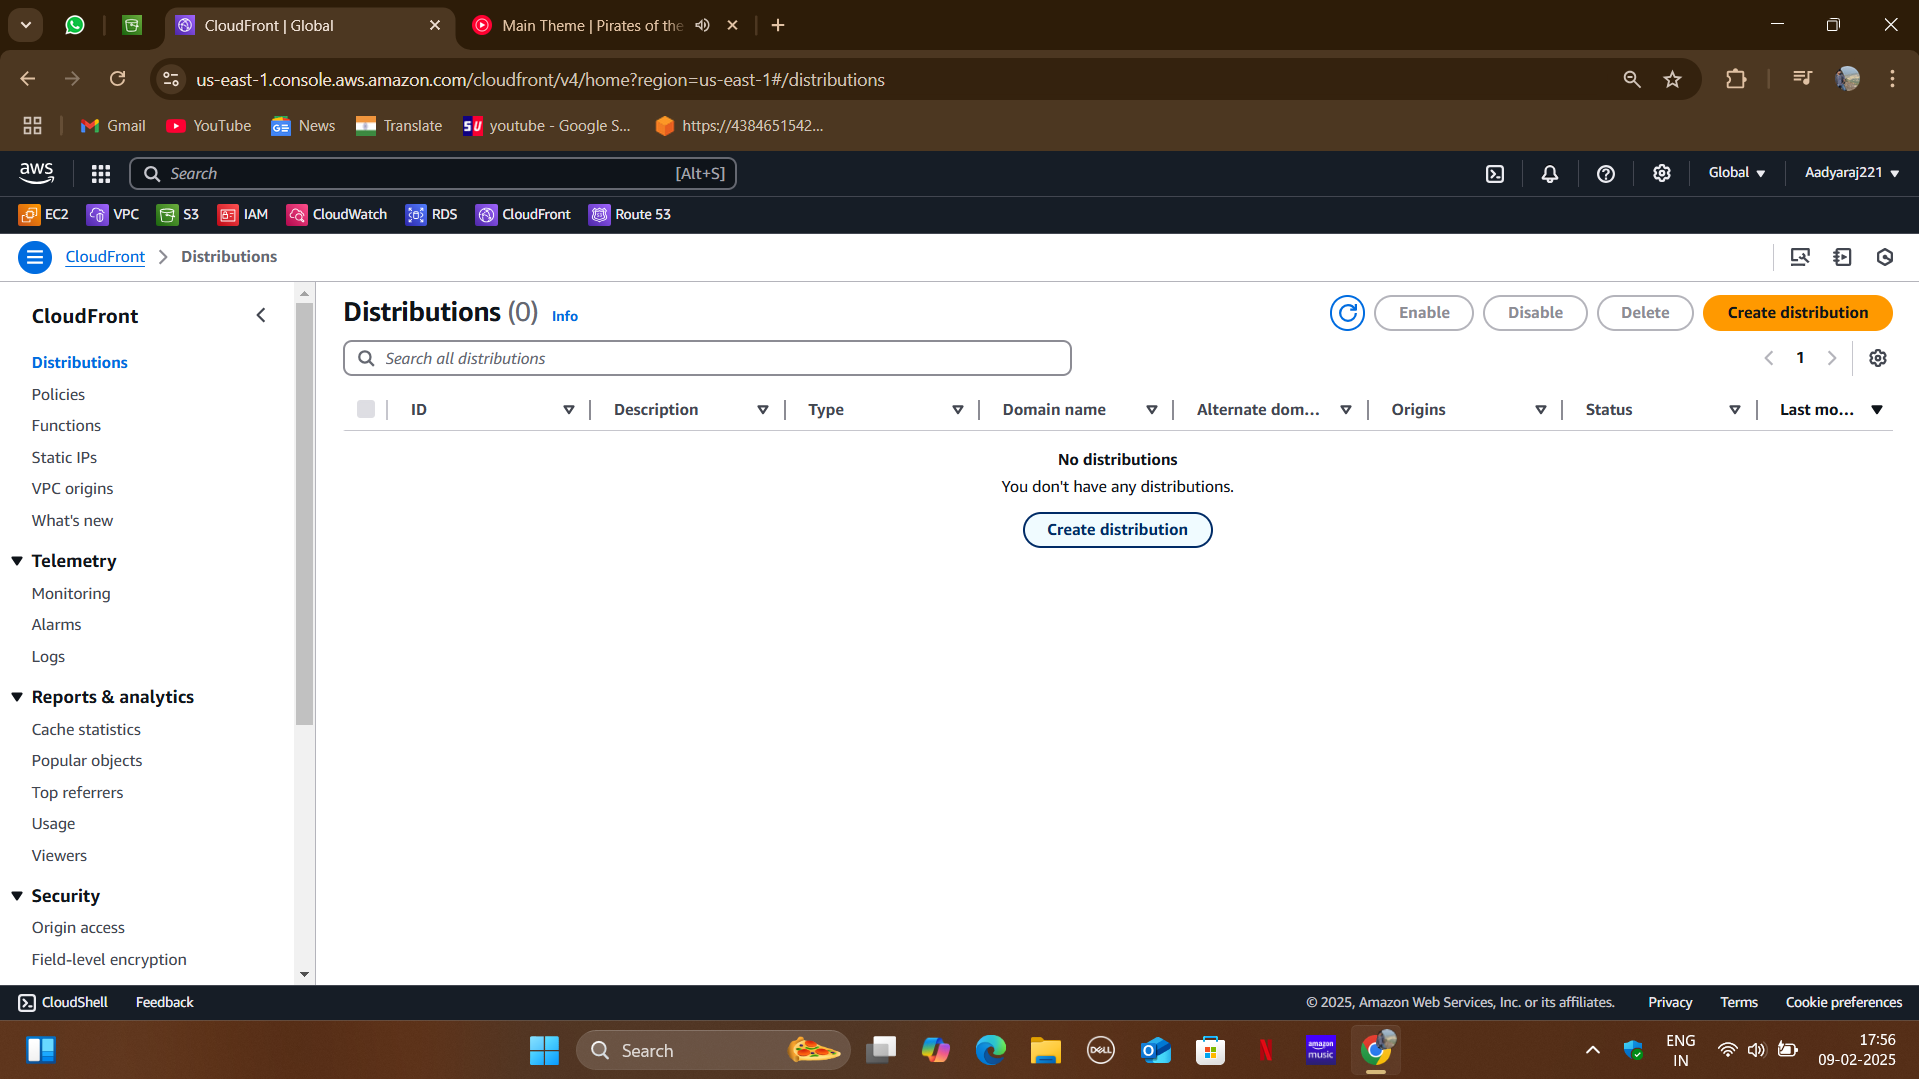 CloudFront | Global
Main Theme | Pirates of the
us-east-1.console.aws.amazon.com/cloudfront/v4/home?region=us-east-1#/distributions
Gmail
YouTube
News
Translate
SU youtube - Google S...
https://4384651542...
aws
Search
[Alt+S]
Global
Aadyaraj221
EC2
VPC
S3
IAM
CloudWatch
RDS
CloudFront
Route 53
CloudFront
Distributions
CloudFront
Distributions
Policies
Functions
Static IPs
VPC origins
What's new
Telemetry
Monitoring
Alarms
Logs
Reports & analytics
Cache statistics
Popular objects
Top referrers
Usage
Viewers
Security
Origin access
Field-level encryption
Distributions (0) Info
Enable
Disable
Delete
Create distribution
Search all distributions
1
ID
Description
Type
Domain name
Alternate dom...
Origins
Status
Last mo...
No distributions
You don't have any distributions.
Create distribution
CloudShell
Feedback
© 2025, Amazon Web Services, Inc. or its affiliates.
Privacy
Terms
Cookie preferences
Search
DELL
amazon
music
ENG
IN
17:56
09-02-2025